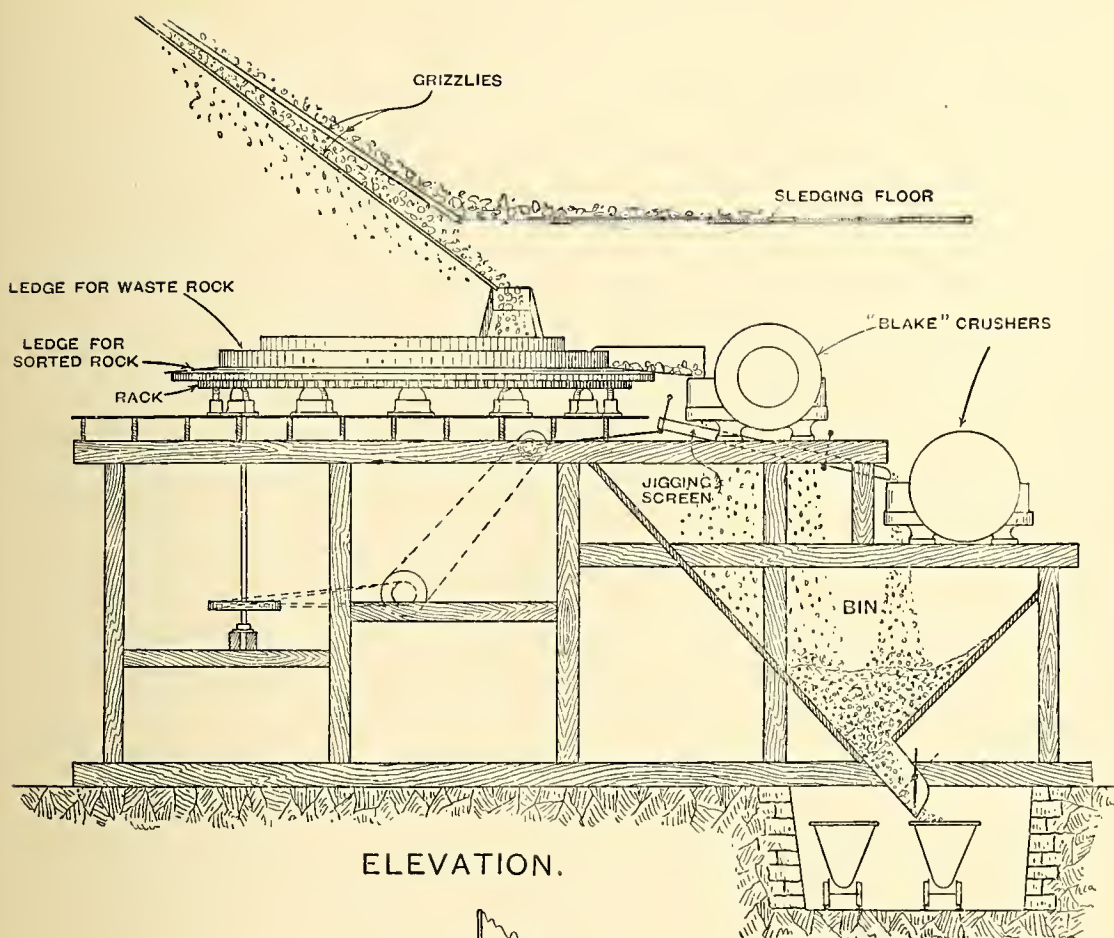 GRIZZLIES
SLEDGING FLOOR
LEDGE FOR WASTE ROCK
"BLAKE" CRUSHERS
LEDGE FOR
SORTED ROCK
RACK
JIGGING
SCREEN
BIN.
ELEVATION.